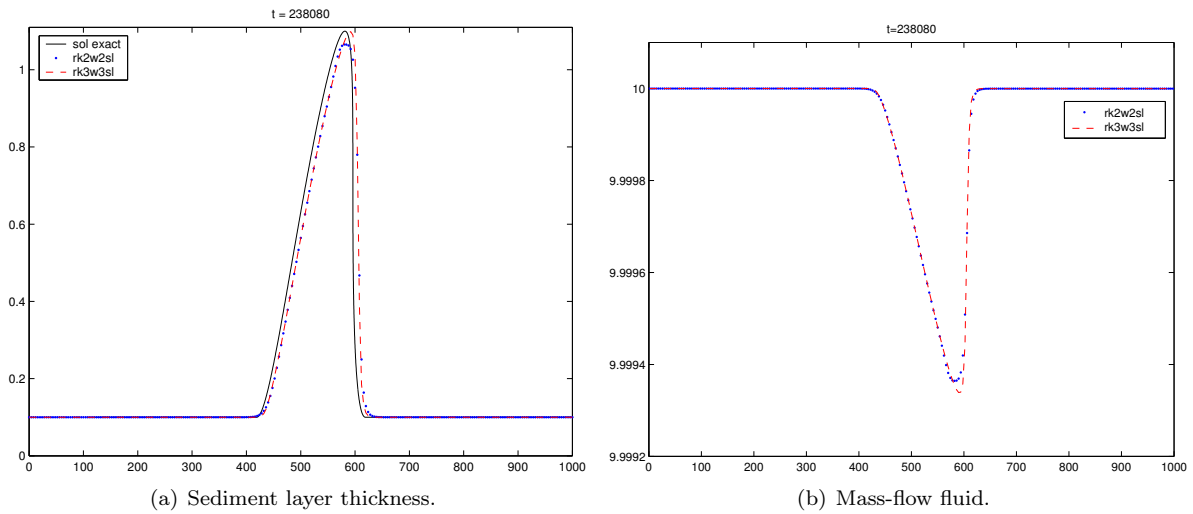 t = 238080
sol exact
rk2w2sl
rk3w3sl
1
0.8
0.6
0.4
0.2
0
0 100 200 300 400 500 600 700 800 900 1000
(a) Sediment layer thickness.
t=238080
rk2w2sl
rk3w3sl
10
9.9998
9.9996
9.9994
9.9992
0 100 200 300 400 500 600 700 800 900 1000
(b) Mass-flow fluid.